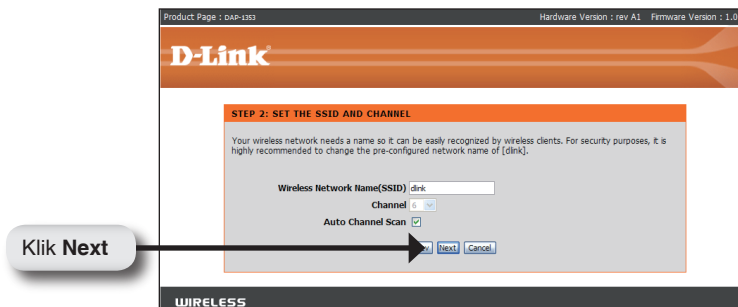 Product Page : DAP-1353 Hardware Version : rev A1 Firmware Version : 1.0
D-Link
STEP 2: SET THE SSID AND CHANNEL
Your wireless network needs a name so it can be easily recognized by wireless clients. For security purposes, it is
highly recommended to change the pre-configured network name of [dlink].
Wireless Network Name(SSID) dlink
Channel 6
Auto Channel Scan
Klik Next
Next Cancel
WIRELESS